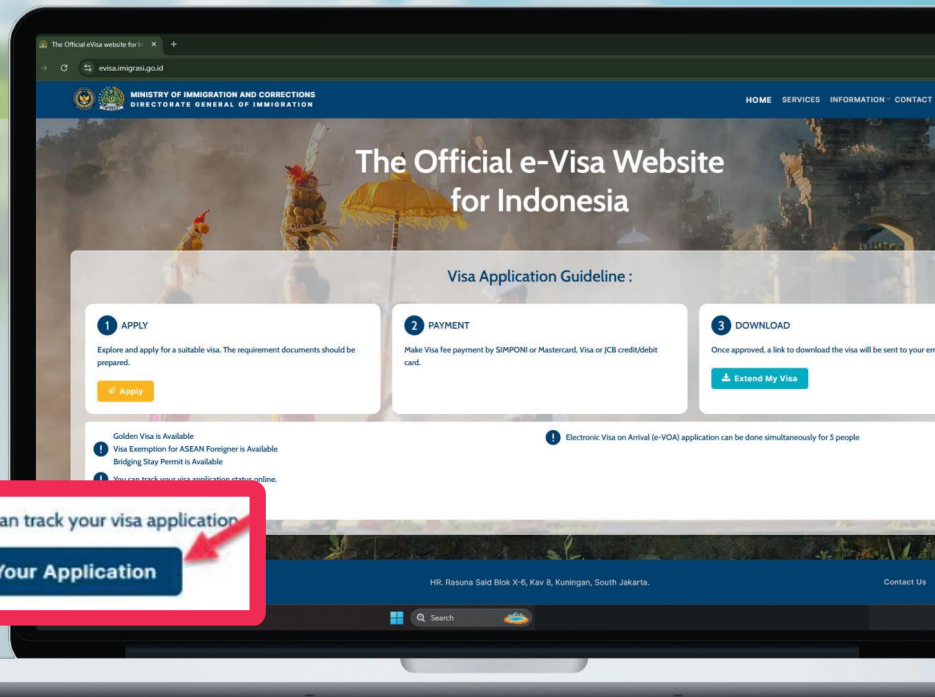 The Official eVisa website for In
evisa.imigrasi.go.id
MINISTRY OF IMMIGRATION AND CORRECTIONS
DIRECTORATE GENERAL OF IMMIGRATION
HOME SERVICES INFORMATION CONTACT
The Official e-Visa Website
for Indonesia
Visa Application Guideline :
1 APPLY
Explore and apply for a suitable visa. The requirement documents should be
prepared.
Apply
2 PAYMENT
Make Visa fee payment by SIMPONI or Mastercard, Visa or JCB credit/debit
card.
3 DOWNLOAD
Once approved, a link to download the visa will be sent to your em
Extend My Visa
Golden Visa is Available
Visa Exemption for ASEAN Foreigner is Available
Bridging Stay Permit is Available
You can track your visa application status online.
Electronic Visa on Arrival (e-VOA) application can be done simultaneously for 5 people
an track your visa application
Your Application
HR. Rasuna Said Blok X-6, Kav 8, Kuningan, South Jakarta.
Contact Us
Search